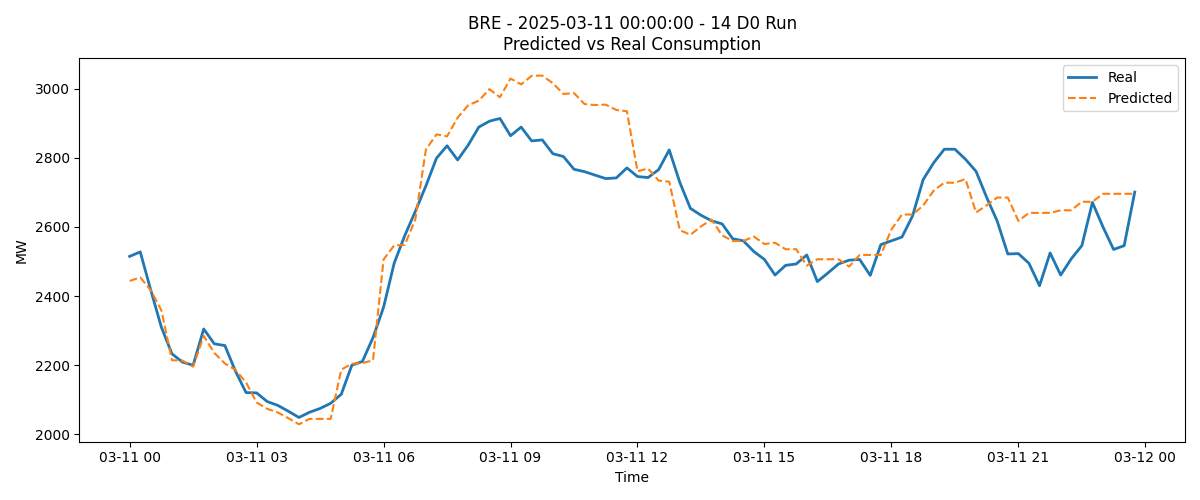 BRE - 2025-03-11 00:00:00 - 14 D0 Run
Predicted vs Real Consumption
Real
Predicted
MW
3000
2800
2600
2400
2200
2000
03-11 00
03-11 03
03-11 06
03-11 09
03-11 12
03-11 15
03-11 18
03-11 21
03-12 00
Time